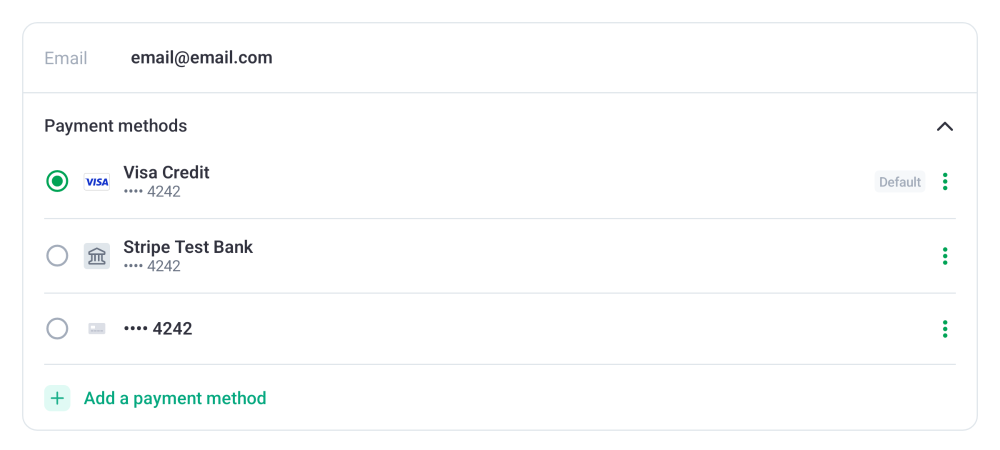 Email
email@email.com
Payment methods
VISA
Visa Credit
•••• 4242
Default
Stripe Test Bank
•••• 4242
•••• 4242
Add a payment method